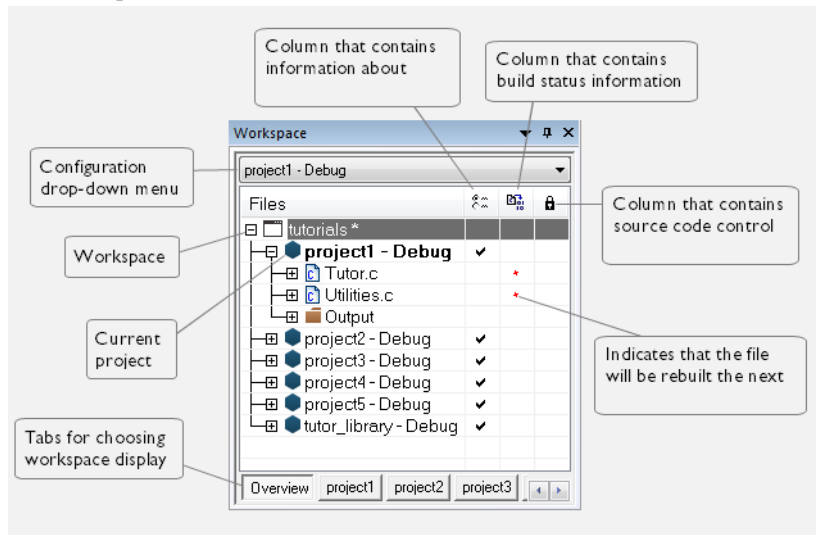 Column that contains
information about
Column that contains
build status information
Workspace
Configuration
drop-down menu
project1 - Debug
Files
Column that contains
source code control
tutorials *
Workspace
project1 - Debug
Tutor.c
Utilities.c
Output
Current
project
project2 - Debug
project3 - Debug
project4 - Debug
project5 - Debug
tutor_library - Debug
Indicates that the file
will be rebuilt the next
Tabs for choosing
workspace display
Overview project1 project2 project3